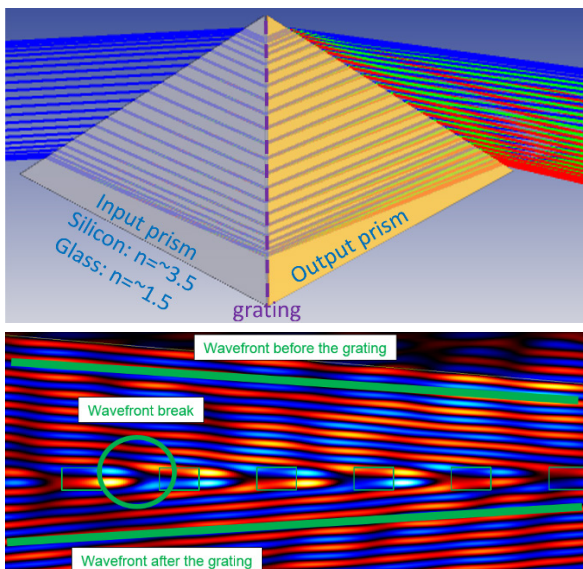 Input prism
Silicon: n=~3.5
Glass: n=~1.5
Output prism
grating
Wavefront before the grating
Wavefront break
Wavefront after the grating